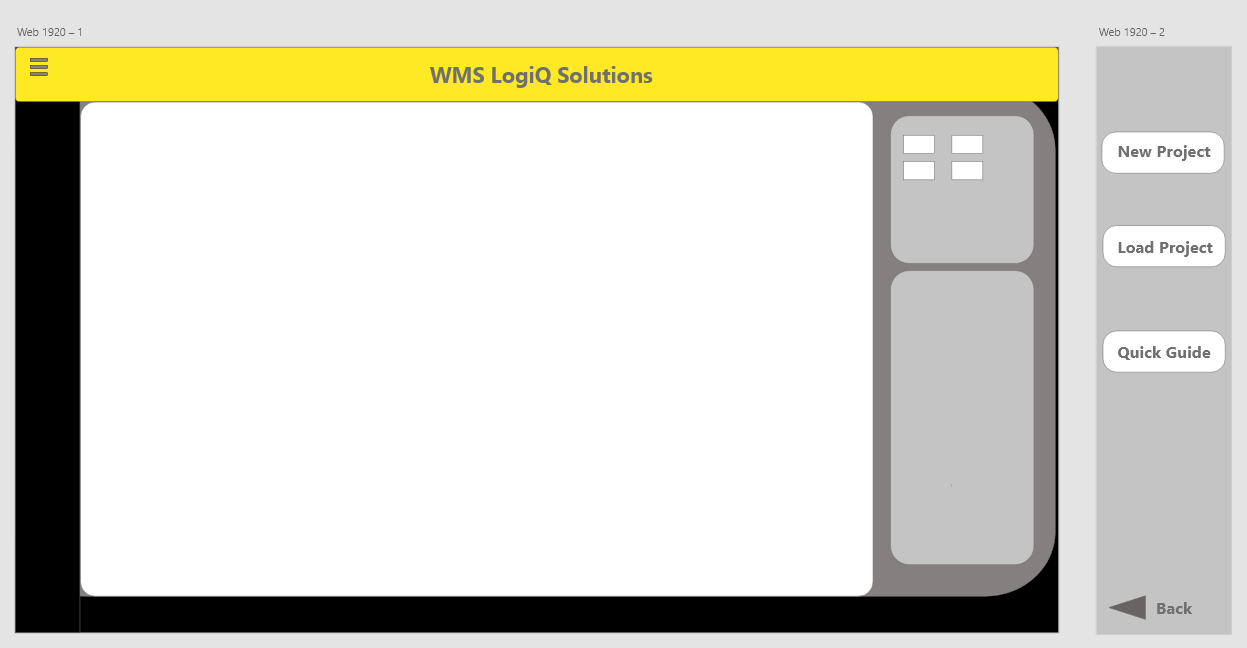 Web 1920 – 1
WMS LogiQ Solutions
Web 1920 – 2
New Project
Load Project
Quick Guide
Back